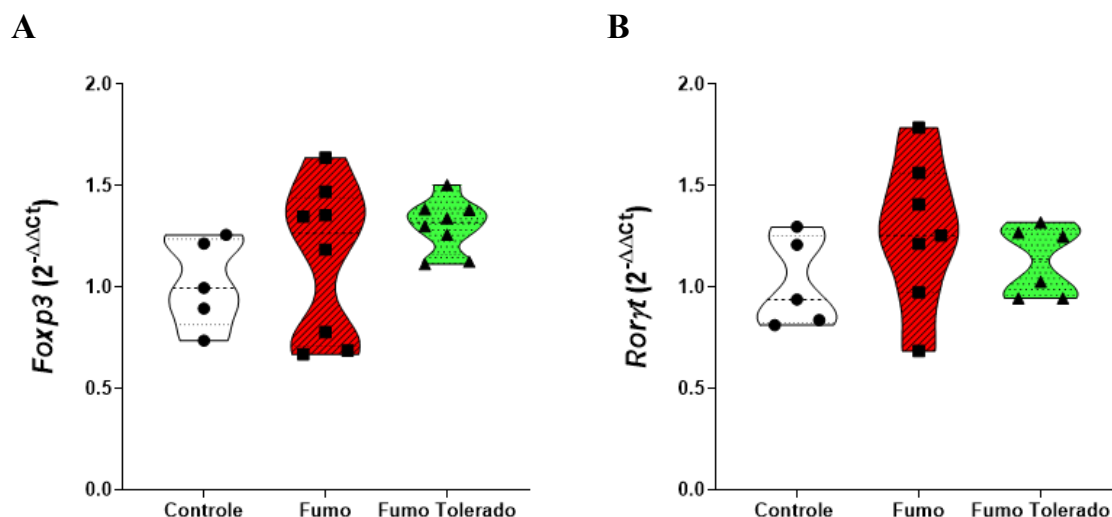 A
Foxp3 (2^-ΔΔCt)
2.0
1.5
1.0
0.5
0.0
Controle Fumo Fumo Tolerado
B
Rorγt (2^-ΔΔCt)
2.0
1.5
1.0
0.5
0.0
Controle Fumo Fumo Tolerado